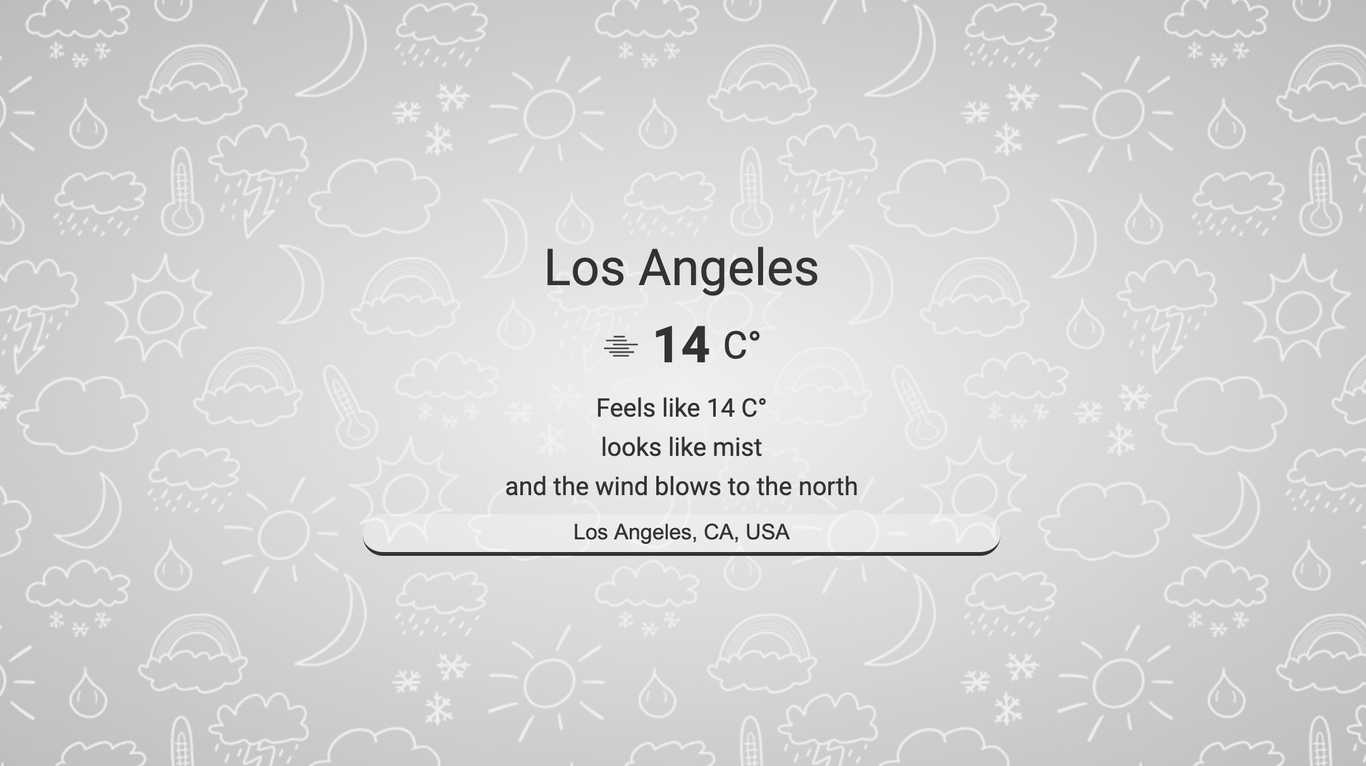 Los Angeles
14 C°
Feels like 14 C°
looks like mist
and the wind blows to the north
Los Angeles, CA, USA